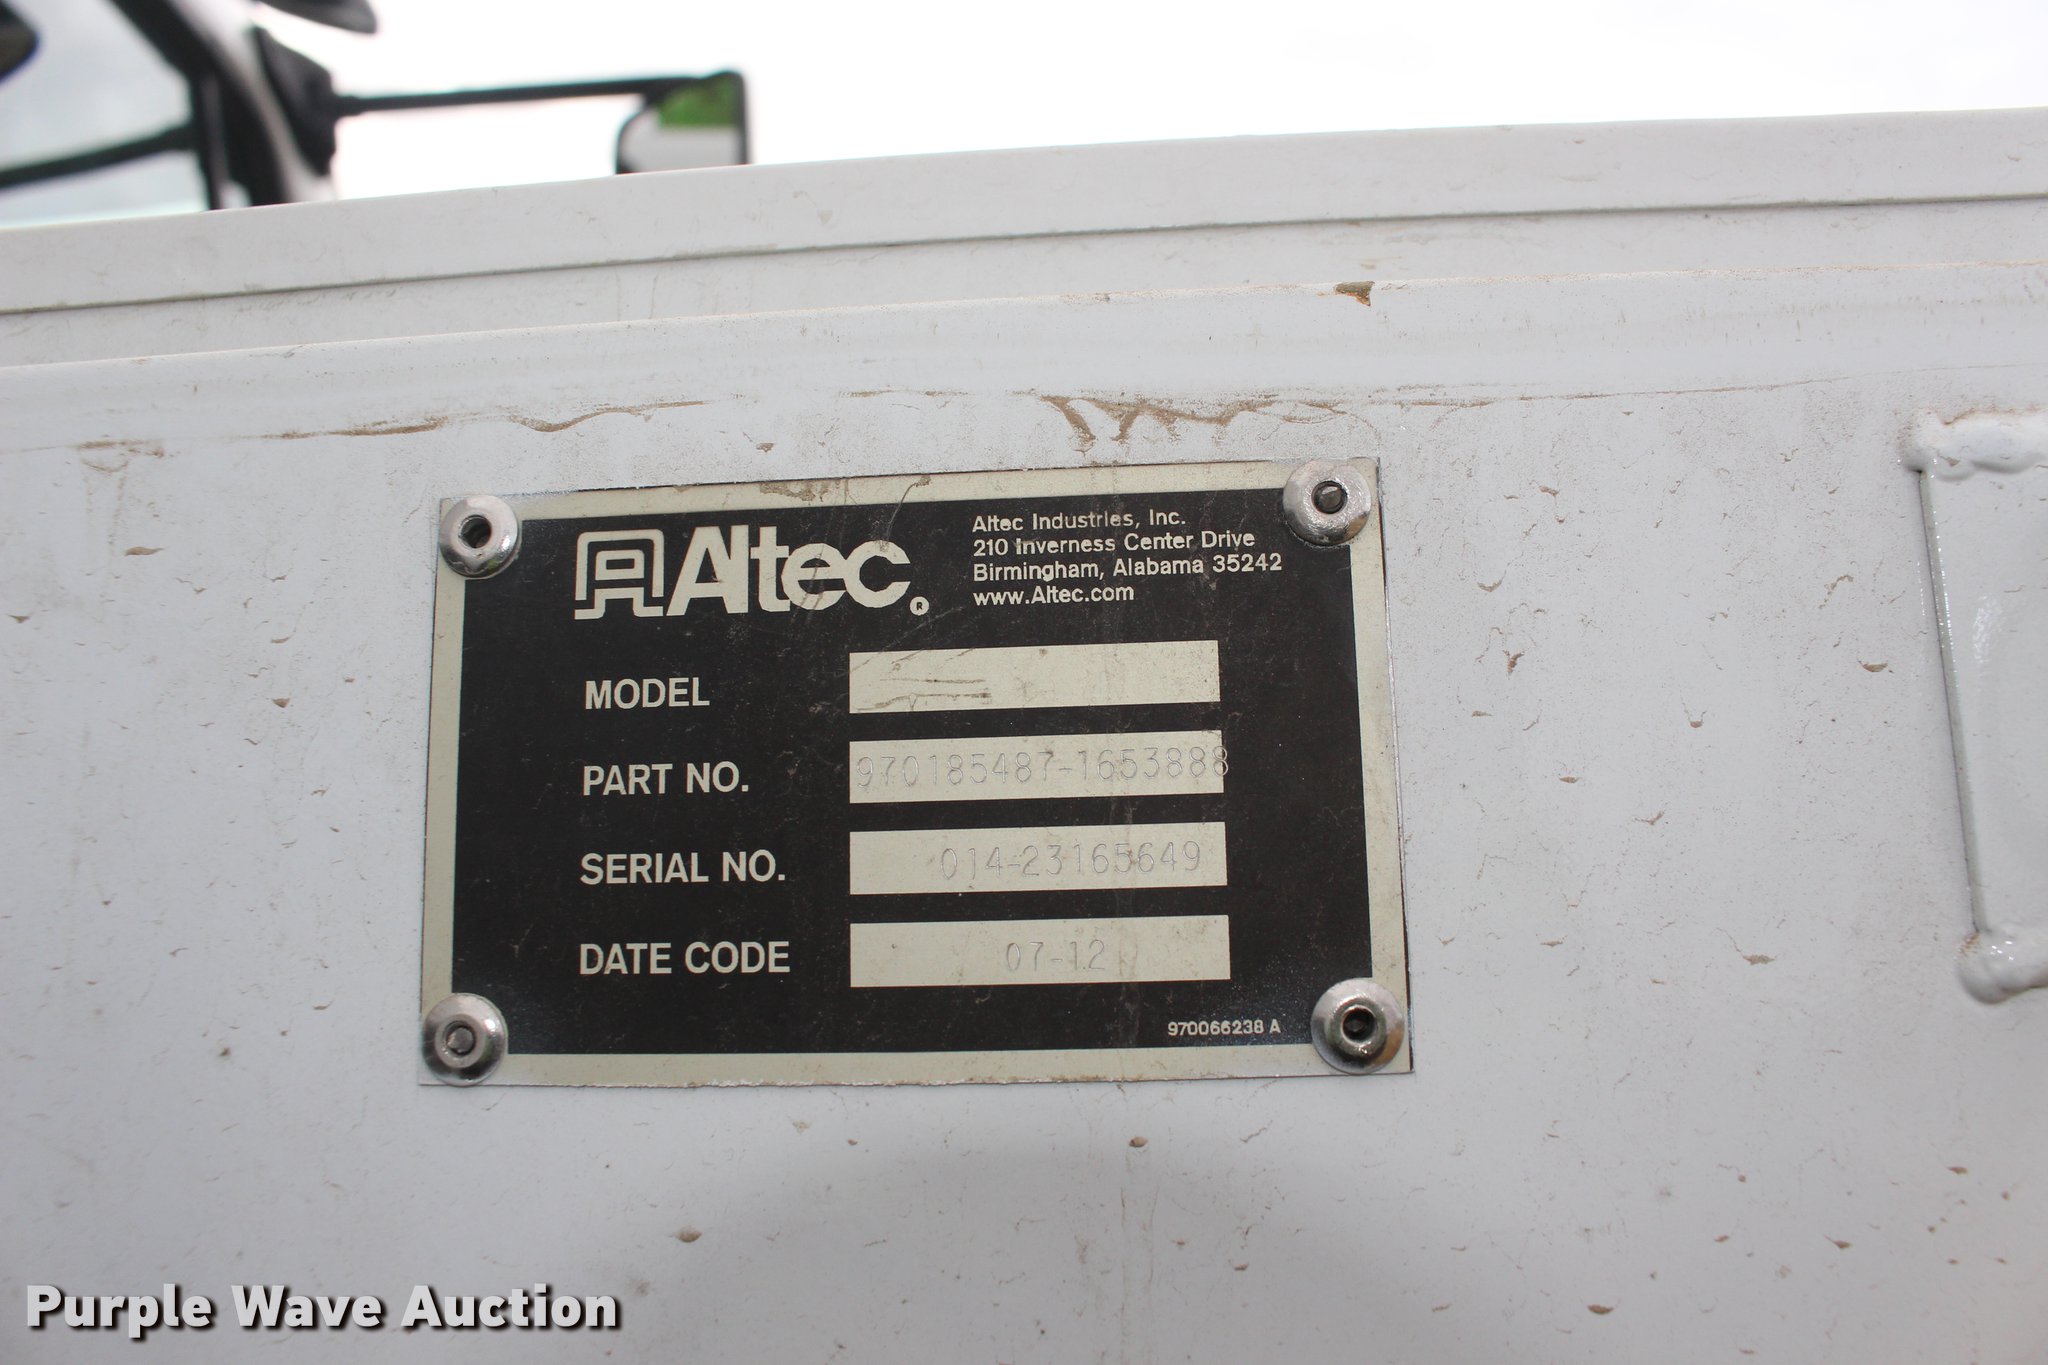 Altec®
Altec Industries, Inc.
210 Inverness Center Drive
Birmingham, Alabama 35242
www.Altec.com
MODEL
PART NO. 970185487-1653888
SERIAL NO. 014-23165649
DATE CODE 07-12
970066238 A
Purple Wave Auction